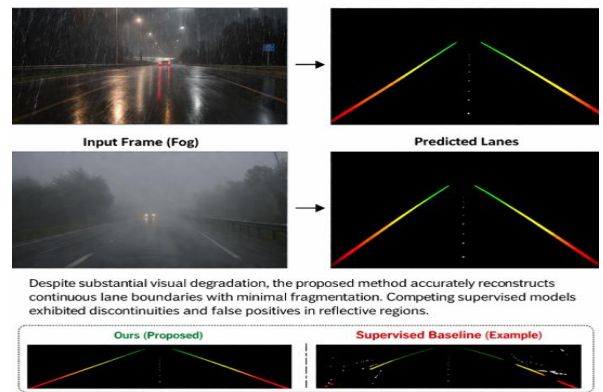 Input Frame (Fog)
Predicted Lanes
Despite substantial visual degradation, the proposed method accurately reconstructs
continuous lane boundaries with minimal fragmentation. Competing supervised models
exhibited discontinuities and false positives in reflective regions.
Ours (Proposed)
Supervised Baseline (Example)